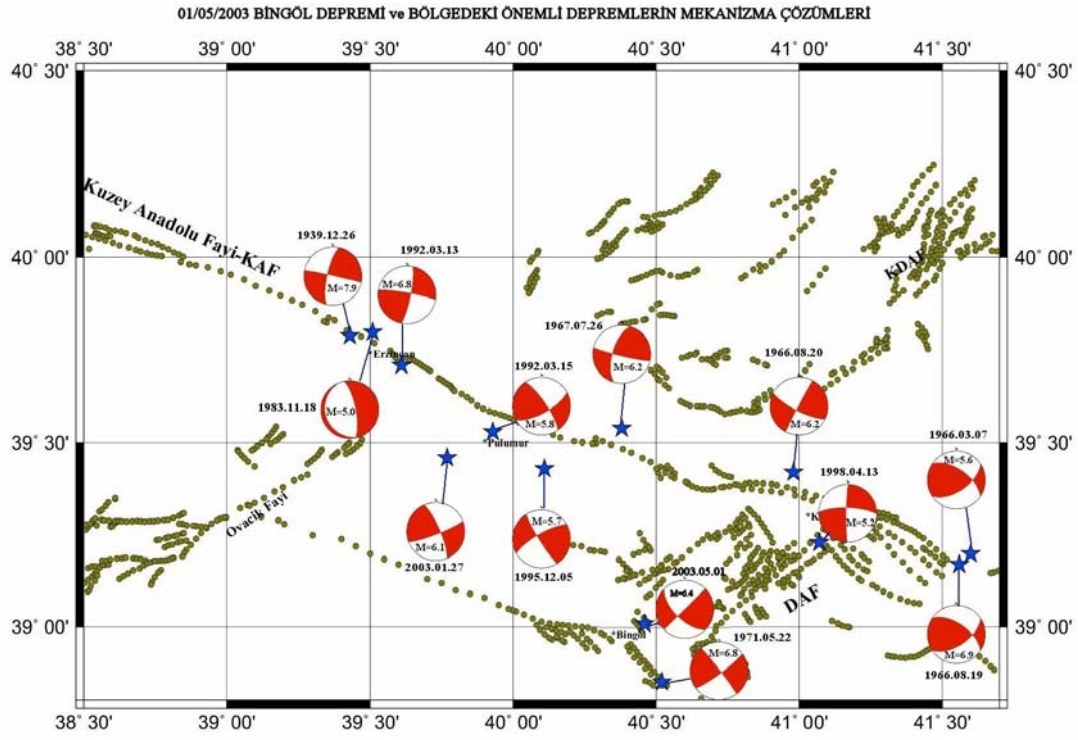 01/05/2003 BİNGÖL DEPREMİ ve BÖLGEDEKİ ÖNEMLİ DEPREMLERİN MEKANİZMA ÇÖZÜMLERİ
38° 30' 39° 00' 39° 30' 40° 00' 40° 30' 41° 00' 41° 30'
40° 30' 40° 30'
Kuzey Anadolu Fayi-KAF
1939.12.26
M=7.9
1992.03.13
M=6.8
KDAF
40° 00' 40° 00'
*Erzincan
1967.07.26
M=6.2
1992.03.15
M=5.8
1966.08.20
M=6.2
1983.11.18
M=5.0
39° 30' 39° 30'
*Pulumur
1966.03.07
M=5.6
1998.04.13
M=5.2
Ovacik Fayi
M=6.1
2003.01.27
M=5.7
1995.12.05
2003.05.01
M=6.4
DAF
39° 00' 39° 00'
*Bingol
1971.05.22
M=6.8
M=6.9
1966.08.19
38° 30' 39° 00' 39° 30' 40° 00' 40° 30' 41° 00' 41° 30'